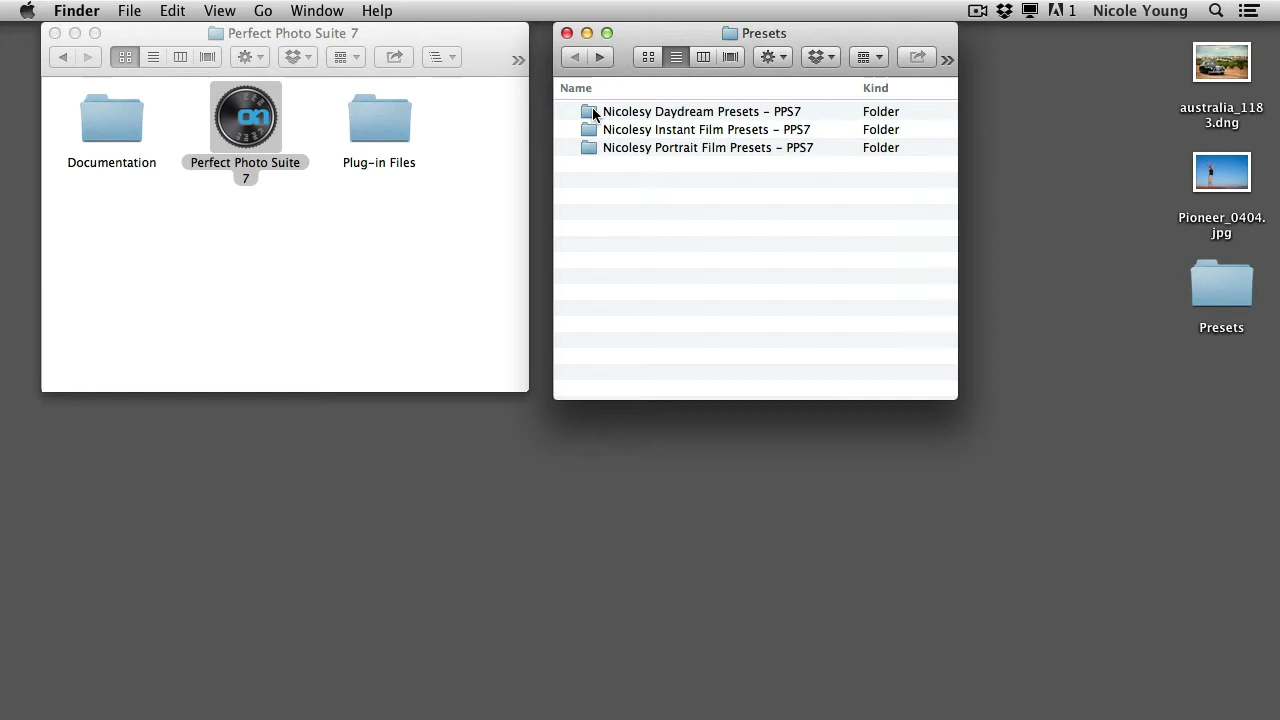 Finder File Edit View Go Window Help 1 Nicole Young
Perfect Photo Suite 7
Documentation
Perfect Photo Suite
7
Plug-in Files
Presets
Name Kind
Nicolesy Daydream Presets – PPS7 Folder
Nicolesy Instant Film Presets – PPS7 Folder
Nicolesy Portrait Film Presets – PPS7 Folder
australia_118
3.dng
Pioneer_0404.
jpg
Presets